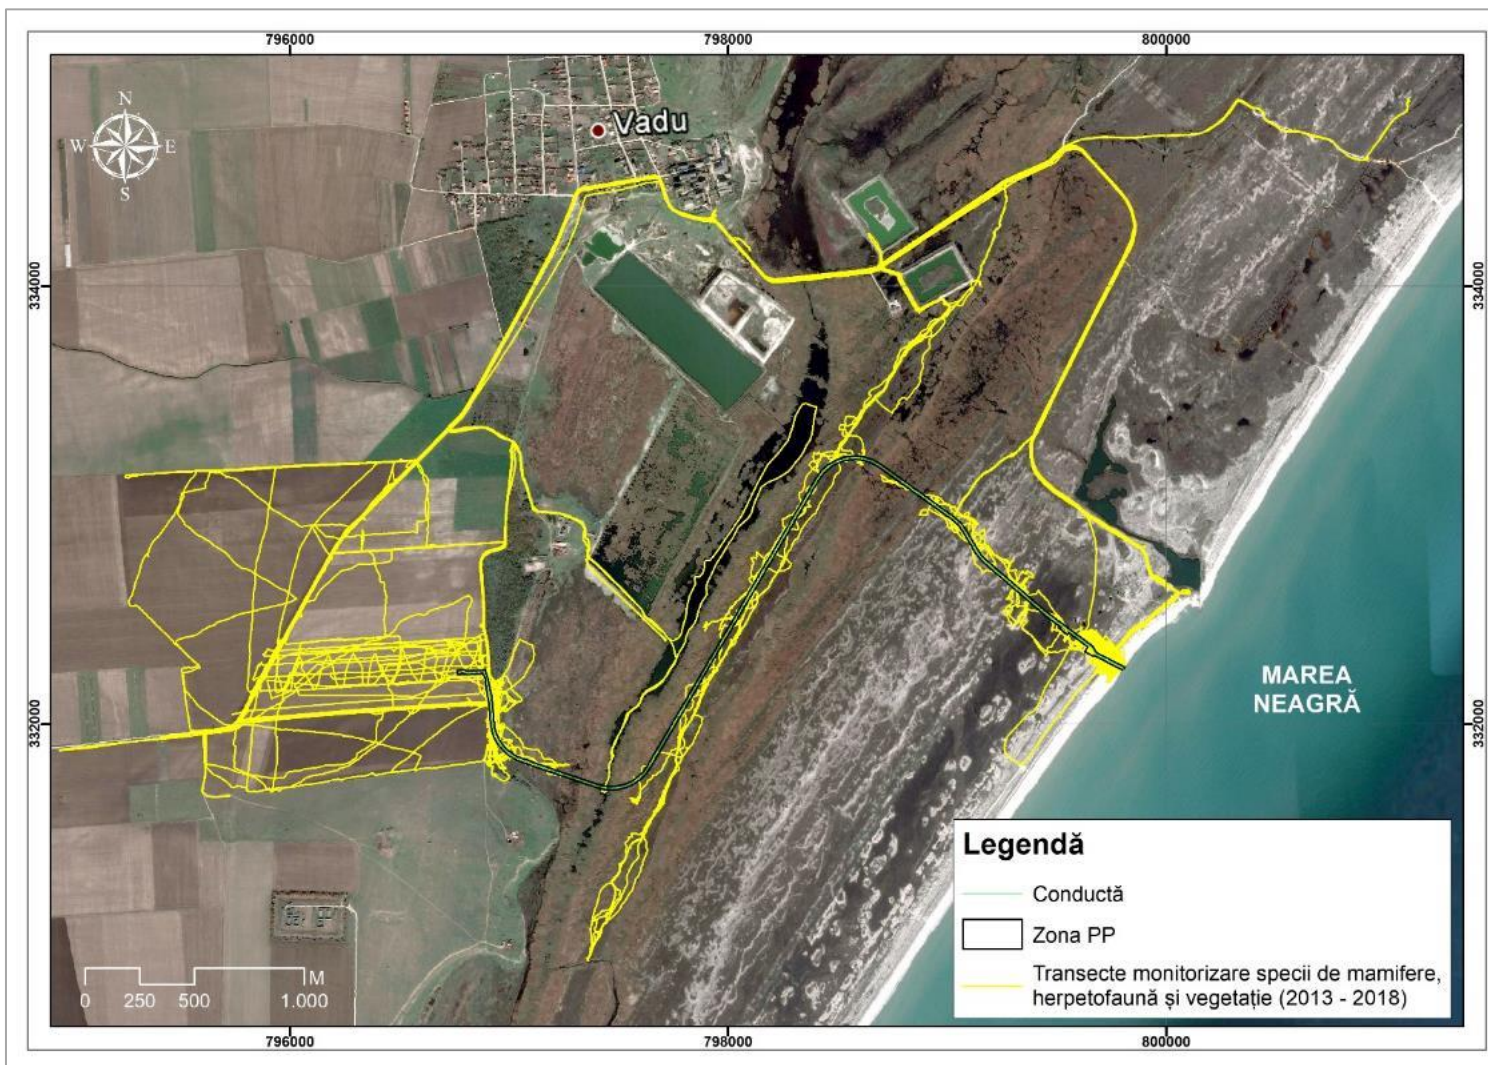 796000 798000 800000
N
W E
S
Vadu
334000 334000
332000 332000
MAREA
NEAGRĂ
Legendă
Conductă
Zona PP
Transecte monitorizare specii de mamifere,
herpetofaună și vegetație (2013 - 2018)
M
0 250 500 1.000
796000 798000 800000